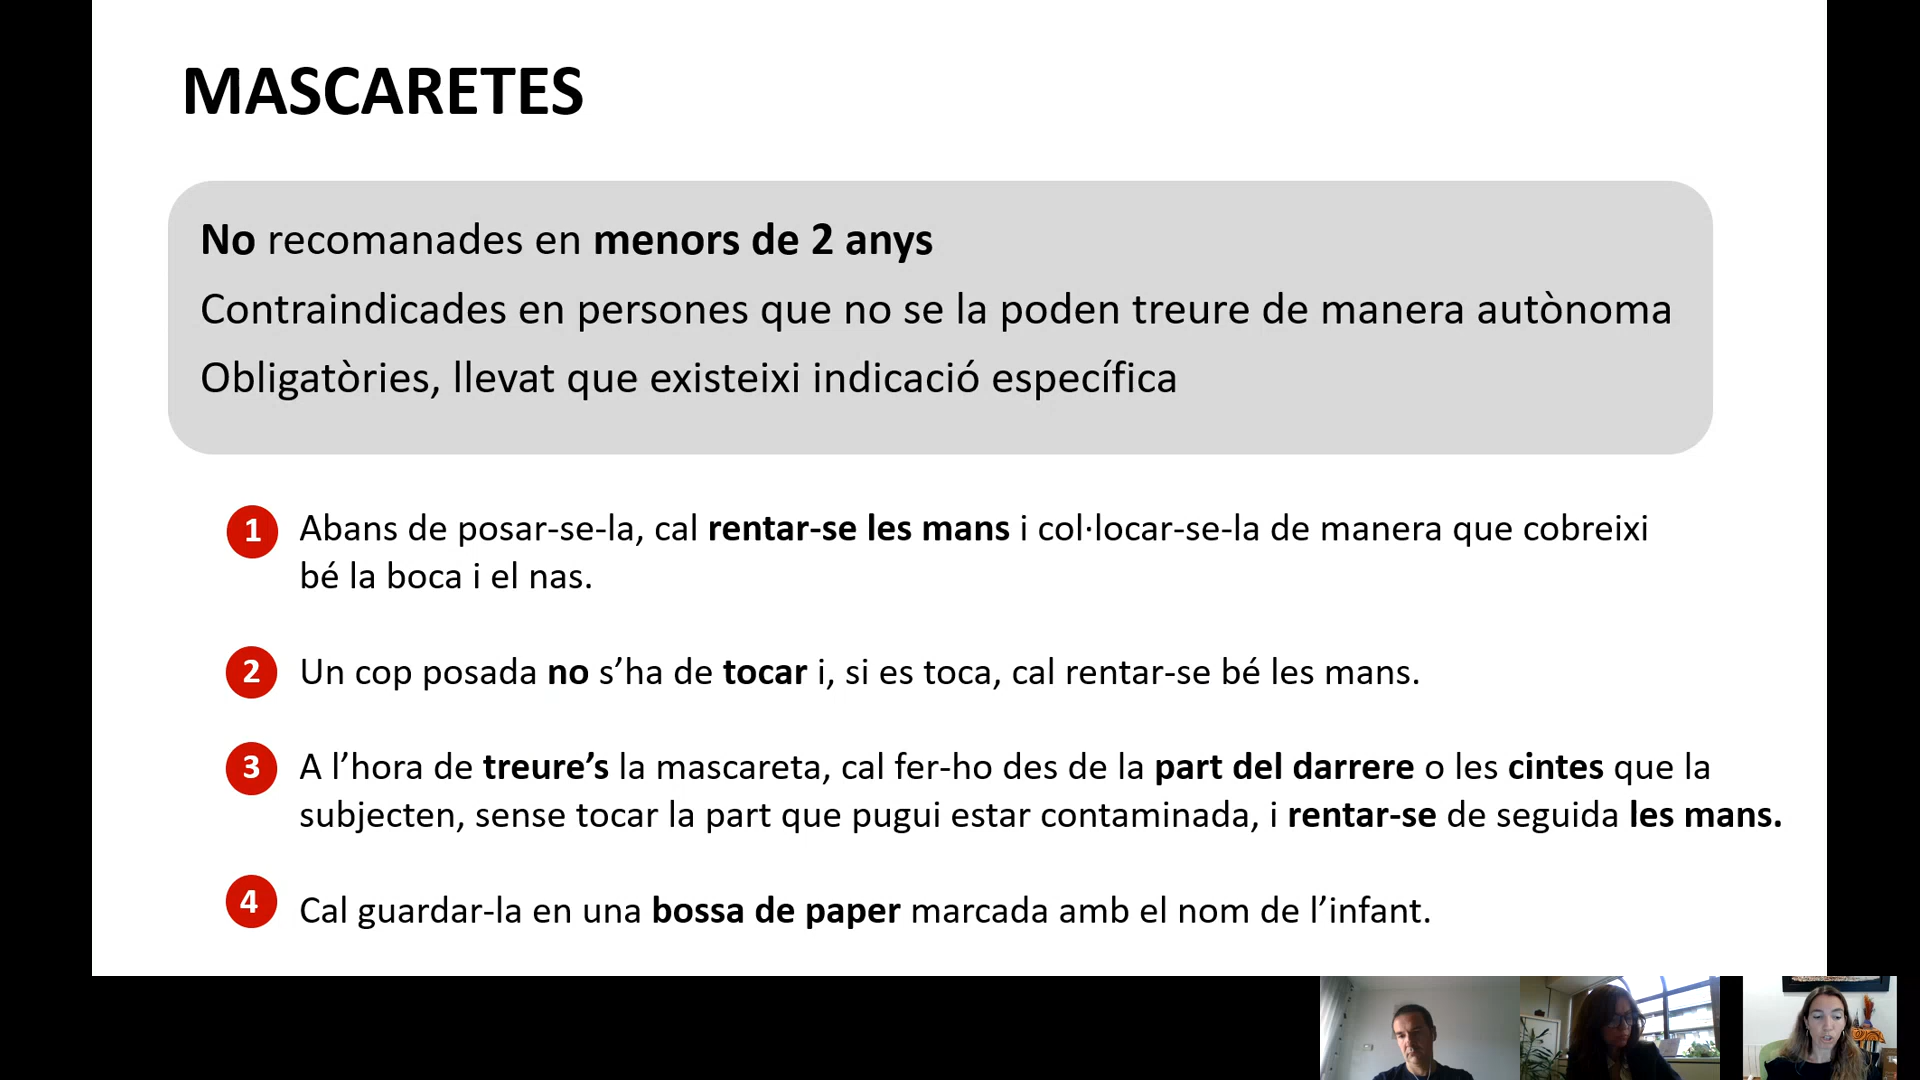 MASCARETES
No recomanades en menors de 2 anys
Contraindicades en persones que no se la poden treure de manera autònoma
Obligatòries, llevat que existeixi indicació específica
1 Abans de posar-se-la, cal rentar-se les mans i col·locar-se-la de manera que cobreixi
bé la boca i el nas.
2 Un cop posada no s’ha de tocar i, si es toca, cal rentar-se bé les mans.
3 A l’hora de treure’s la mascareta, cal fer-ho des de la part del darrere o les cintes que la
subjecten, sense tocar la part que pugui estar contaminada, i rentar-se de seguida les mans.
4 Cal guardar-la en una bossa de paper marcada amb el nom de l’infant.